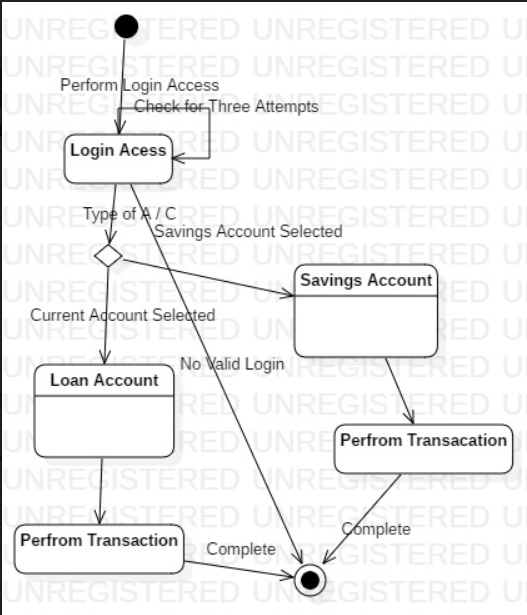 Perform Login Access
Check for Three Attempts
Login Acess
Type of A / C
Savings Account Selected
Savings Account
Current Account Selected
No Valid Login
Loan Account
Perfrom Transacation
Perfrom Transaction
Complete
Complete
UNREGISTERED